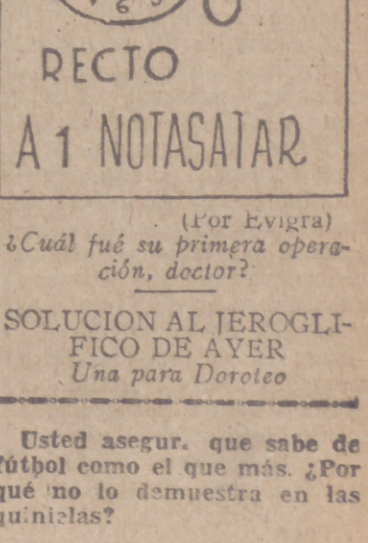 6
RECTO
A 1 NOTASATAR
(Por Evigra)
¿Cuál fué su primera opera-
ción, doctor?
SOLUCION AL JEROGLI-
FICO DE AYER
Una para Doroteo
Usted asegur. que sabe de
fútbol como el que más. ¿Por
qué no lo demuestra en las
quinielas?